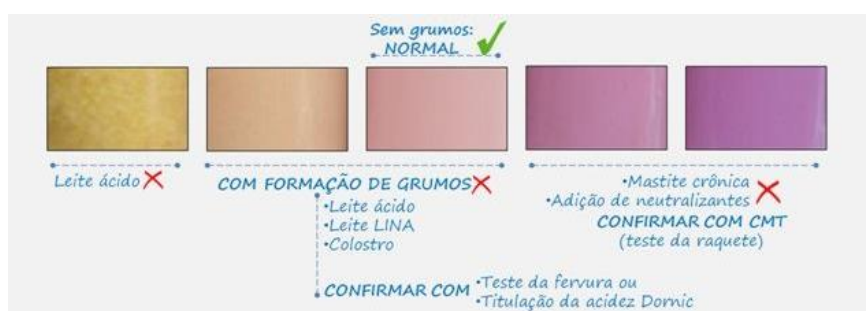 Sem grumos:
NORMAL
Leite ácido
COM FORMAÇÃO DE GRUMOS
•Leite ácido
•Leite LINA
•Colostro
CONFIRMAR COM
•Teste da fervura ou
•Titulação da acidez Dornic
•Mastite crônica
•Adição de neutralizantes
CONFIRMAR COM CMT
(teste da raquete)